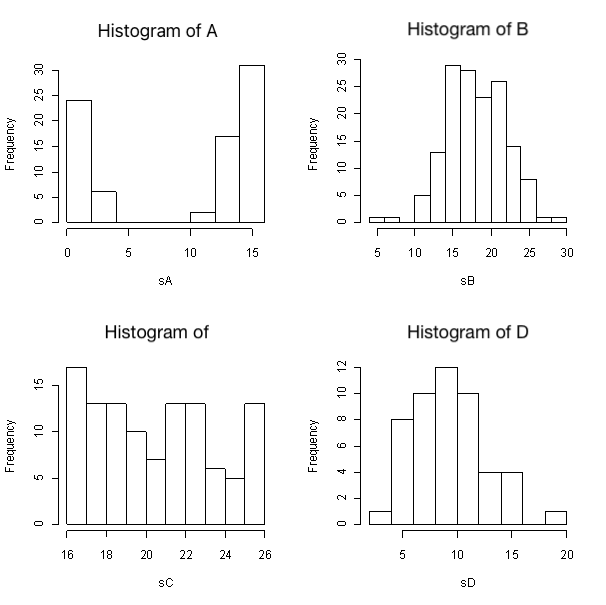 Histogram of A
Frequency
0 5 10 15 20 25 30
0 5 10 15
sA
Histogram of B
Frequency
0 5 10 15 20 25 30
5 10 15 20 25 30
sB
Histogram of
Frequency
0 5 10 15
16 18 20 22 24 26
sC
Histogram of D
Frequency
0 2 4 6 8 10 12
5 10 15 20
sD